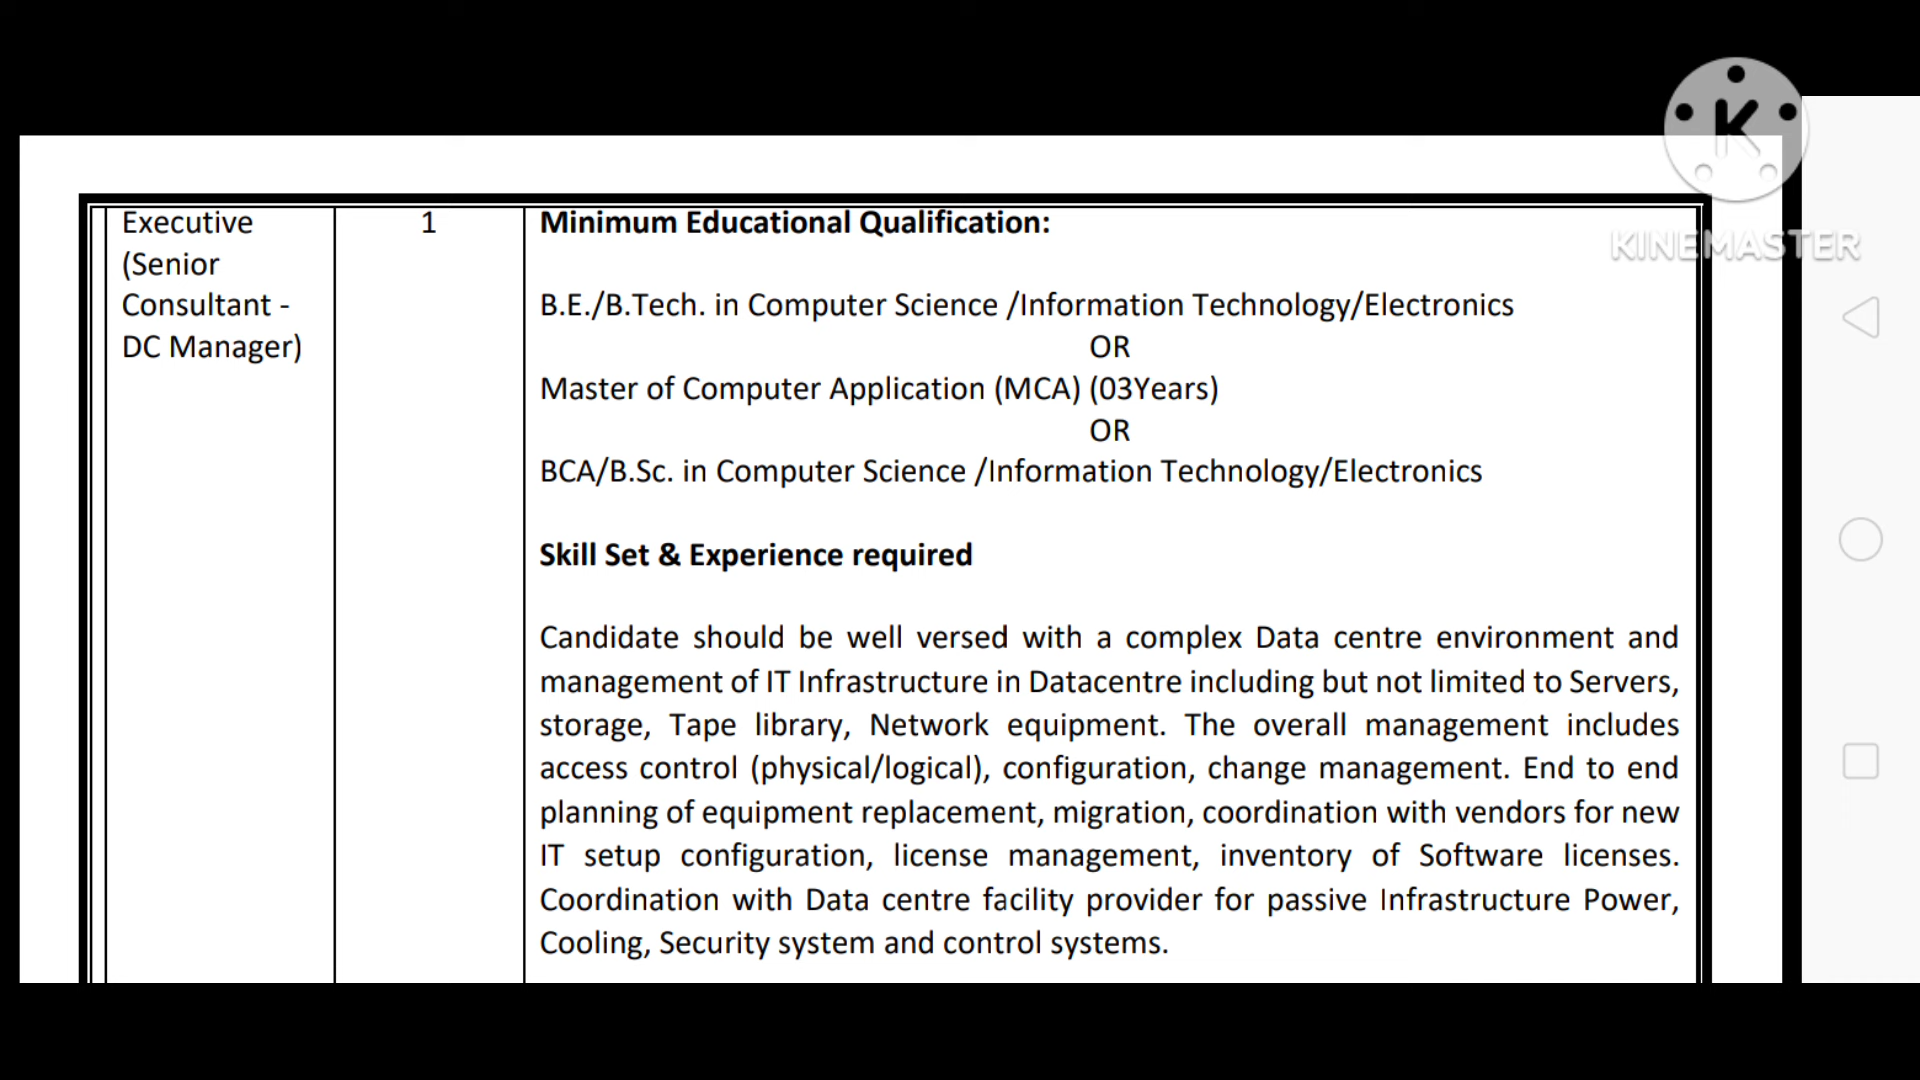 KINEMASTER
Executive
(Senior
Consultant -
DC Manager)
1
Minimum Educational Qualification:
B.E./B.Tech. in Computer Science /Information Technology/Electronics
OR
Master of Computer Application (MCA) (03Years)
OR
BCA/B.Sc. in Computer Science /Information Technology/Electronics
Skill Set & Experience required
Candidate should be well versed with a complex Data centre environment and
management of IT Infrastructure in Datacentre including but not limited to Servers,
storage, Tape library, Network equipment. The overall management includes
access control (physical/logical), configuration, change management. End to end
planning of equipment replacement, migration, coordination with vendors for new
IT setup configuration, license management, inventory of Software licenses.
Coordination with Data centre facility provider for passive Infrastructure Power,
Cooling, Security system and control systems.